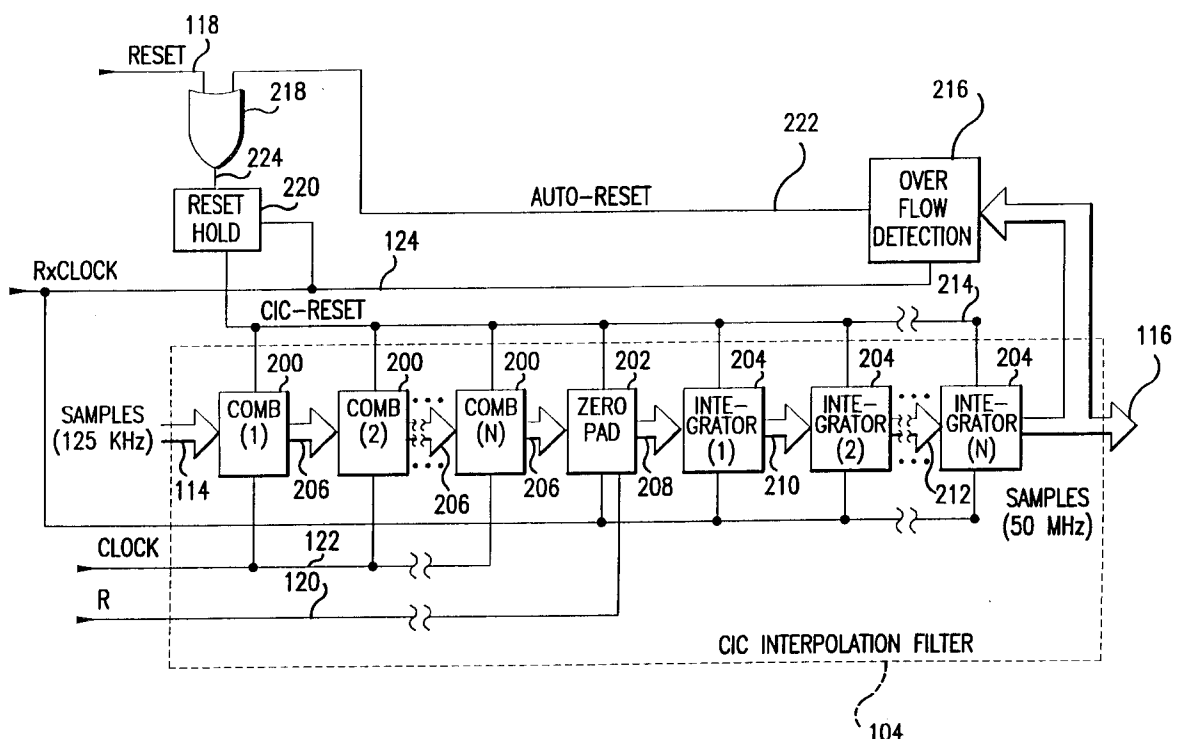 118
RESET
218
216
222
224
220
RESET
HOLD
AUTO-RESET
OVER
FLOW
DETECTION
RxCLOCK
124
CIC-RESET
214
116
200
200
200
202
204
204
204
SAMPLES
(125 KHz)
COMB
(1)
COMB
(2)
COMB
(N)
ZERO
PAD
INTE-
GRATOR
(1)
INTE-
GRATOR
(2)
INTE-
GRATOR
(N)
114
206
206
206
208
210
212
SAMPLES
(50 MHz)
CLOCK
122
R
120
CIC INTERPOLATION FILTER
104